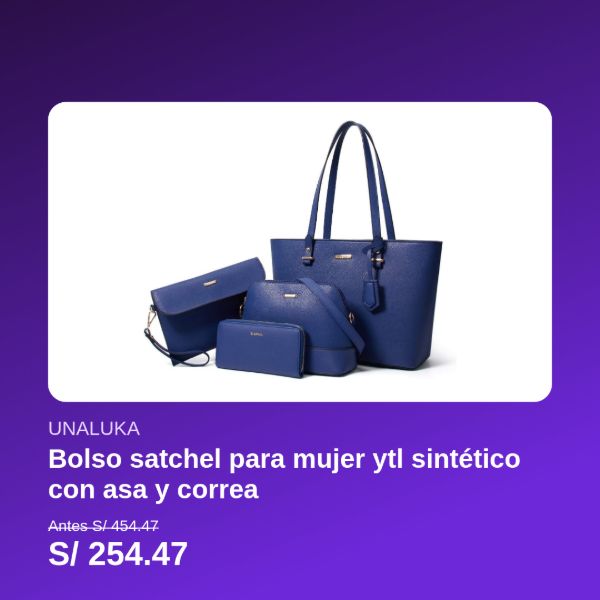 UNALUKA
Bolso satchel para mujer ytl sintético
con asa y correa
Antes S/ 454.47
S/ 254.47